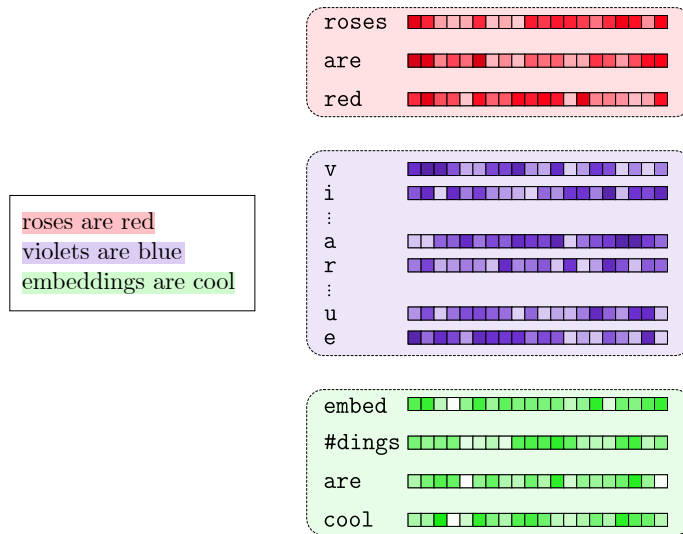 roses are red
violets are blue
embeddings are cool
roses
are
red
v
i
⋮
a
r
⋮
u
e
embed
#dings
are
cool